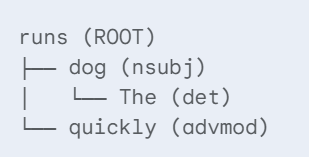 runs (ROOT)
├── dog (nsubj)
│   └── The (det)
└── quickly (advmod)